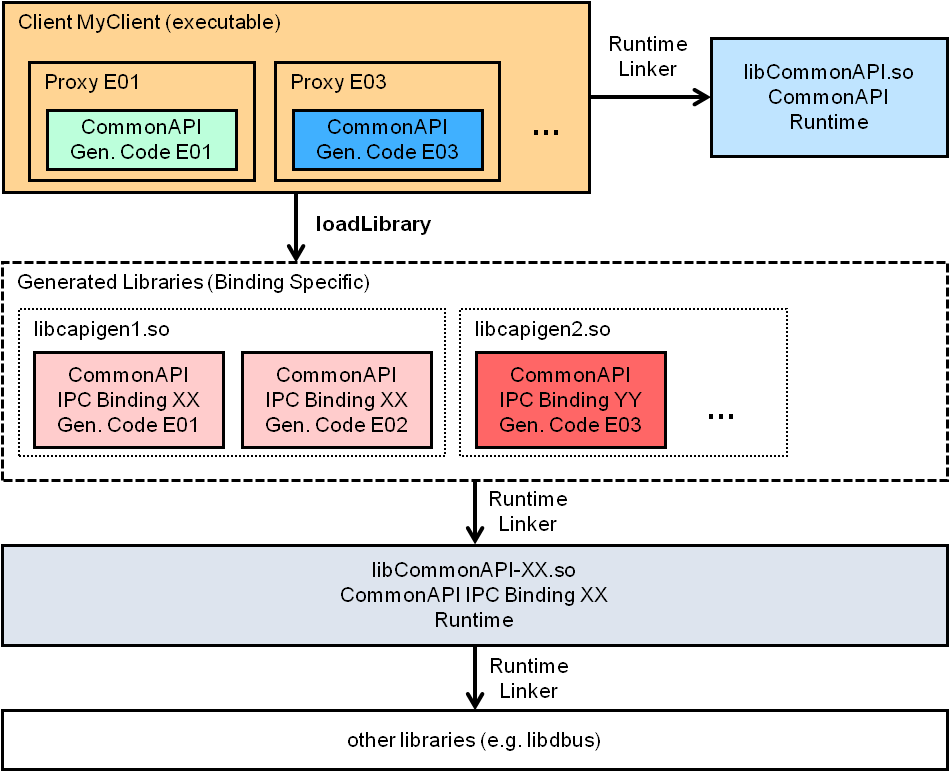 Client MyClient (executable)
Proxy E01
CommonAPI
Gen. Code E01
Proxy E03
CommonAPI
Gen. Code E03
...
Runtime
Linker
libCommonAPI.so
CommonAPI
Runtime
loadLibrary
Generated Libraries (Binding Specific)
libcapigen1.so
CommonAPI
IPC Binding XX
Gen. Code E01
CommonAPI
IPC Binding XX
Gen. Code E02
libcapigen2.so
CommonAPI
IPC Binding YY
Gen. Code E03
...
Runtime
Linker
libCommonAPI-XX.so
CommonAPI IPC Binding XX
Runtime
Runtime
Linker
other libraries (e.g. libdbus)